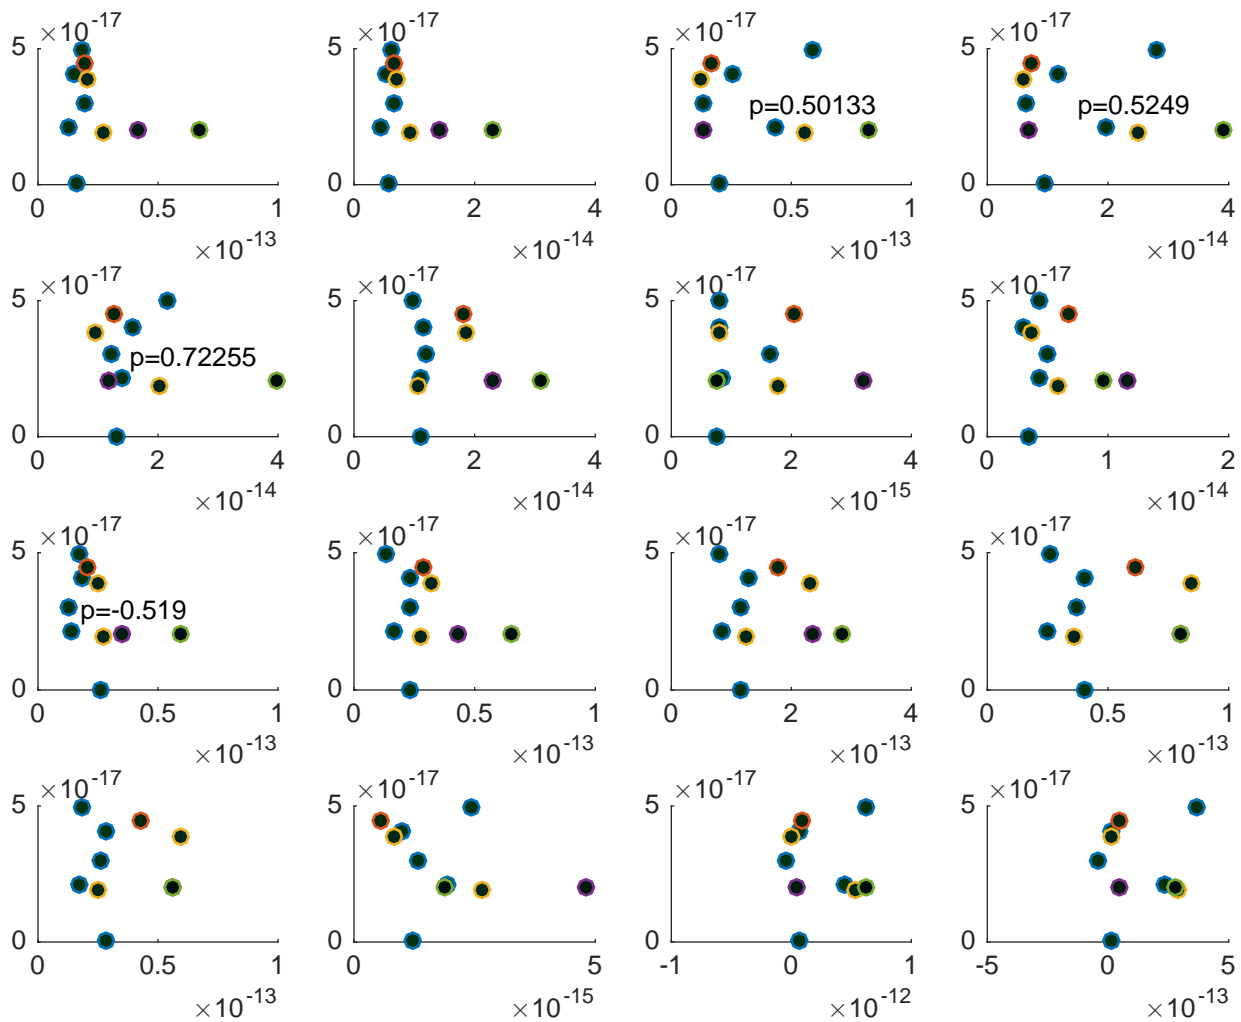 ×10^-17 ×10^-17 ×10^-17 ×10^-17
5 5 5 5
p=0.50133 p=0.5249
0 0 0 0
0 0.5 1 0 2 4 0 0.5 1 0 2 4
×10^-13 ×10^-14 ×10^-13 ×10^-14
×10^-17 ×10^-17 ×10^-17 ×10^-17
5 5 5 5
p=0.72255
0 0 0 0
0 2 4 0 2 4 0 2 4 0 1 2
×10^-14 ×10^-14 ×10^-15 ×10^-14
×10^-17 ×10^-17 ×10^-17 ×10^-17
5 5 5 5
p=-0.519
0 0 0 0
0 0.5 1 0 0.5 1 0 2 4 0 0.5 1
×10^-13 ×10^-13 ×10^-13 ×10^-13
×10^-17 ×10^-17 ×10^-17 ×10^-17
5 5 5 5
0 0 0 0
0 0.5 1 0 5 -1 0 1 -5 0 5
×10^-13 ×10^-15 ×10^-12 ×10^-13